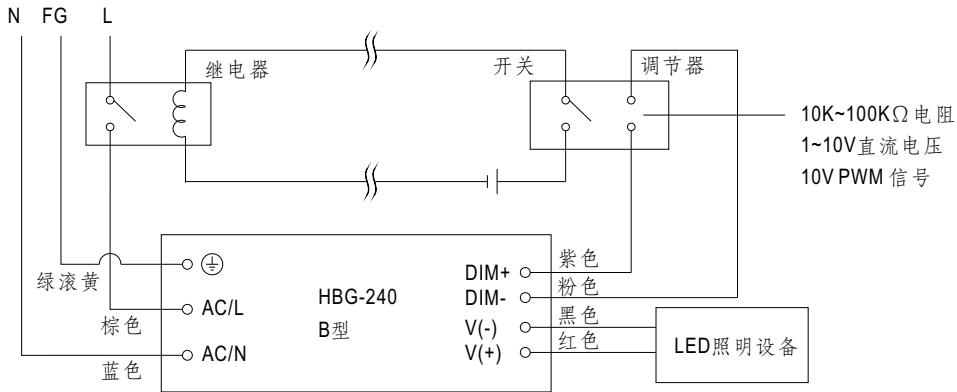 N FG L
继电器
开关
调节器
10K~100KΩ电阻
1~10V直流电压
10V PWM 信号
绿滚黄
棕色
AC/L
蓝色
AC/N
HBG-240
B型
DIM+
紫色
DIM-
粉色
V(-)
黑色
V(+)
红色
LED照明设备